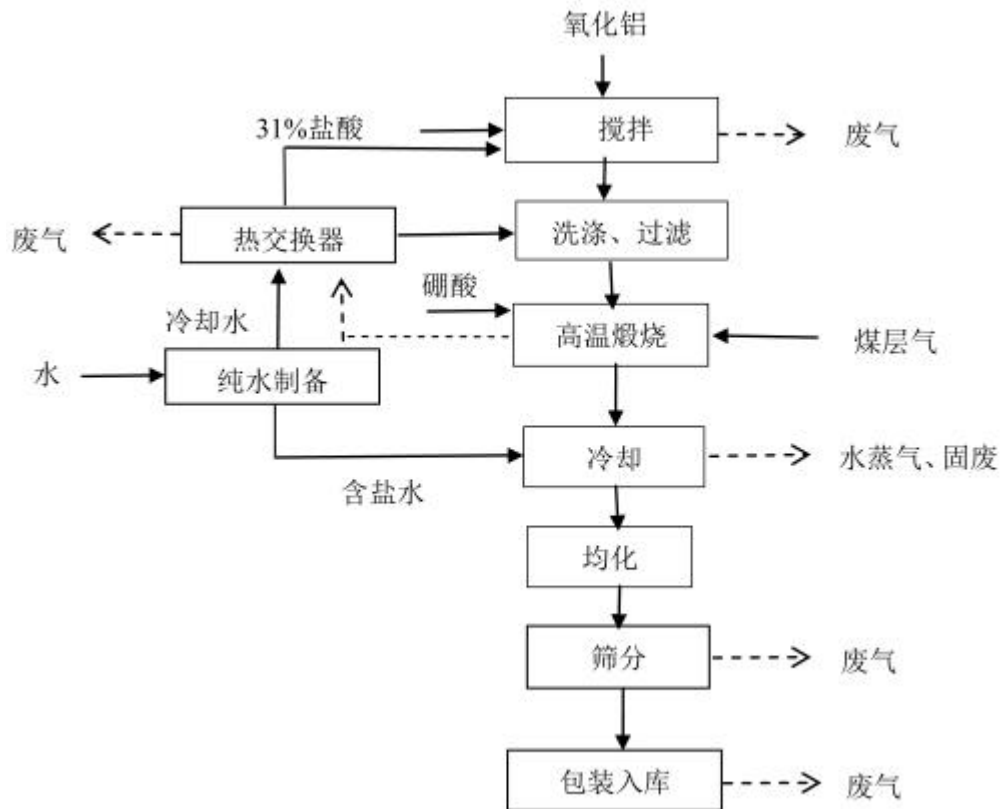 氧化铝
31%盐酸
搅拌
废气
废气
热交换器
洗涤、过滤
硼酸
冷却水
高温煅烧
煤层气
水
纯水制备
冷却
水蒸气、固废
含盐水
均化
筛分
废气
包装入库
废气